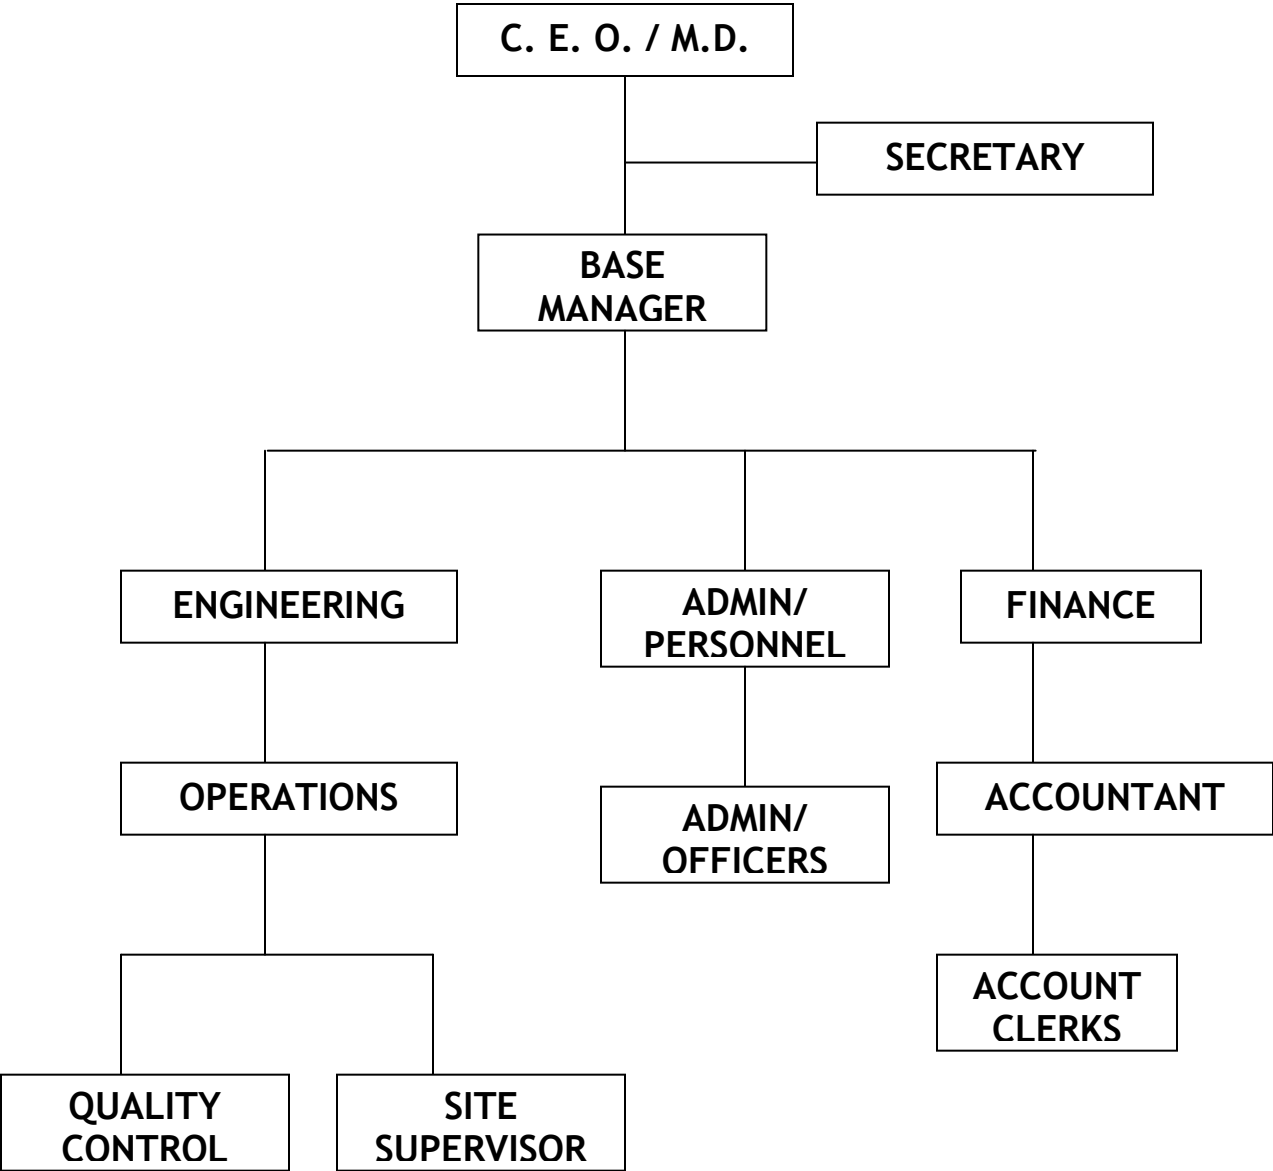 C. E. O. / M.D.
SECRETARY
BASE
MANAGER
ENGINEERING
ADMIN/
PERSONNEL
FINANCE
OPERATIONS
ADMIN/
OFFICERS
ACCOUNTANT
ACCOUNT
CLERKS
QUALITY
CONTROL
SITE
SUPERVISOR